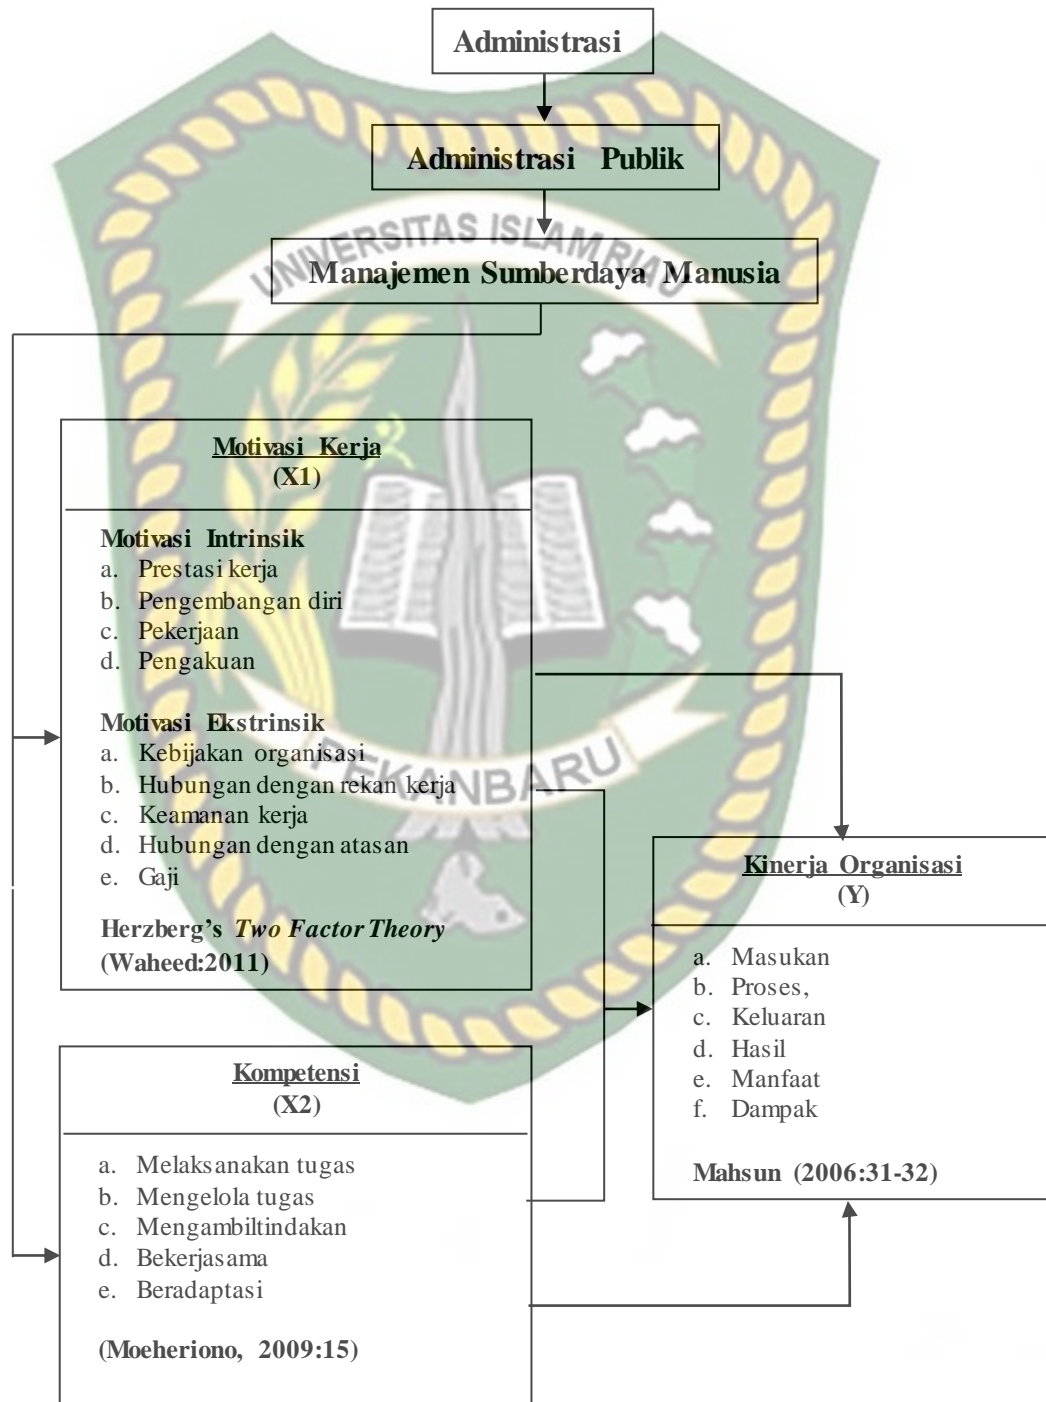 Administrasi
Administrasi Publik
UNIVERSITAS ISLAM RIAU
Manajemen Sumberdaya Manusia
Motivasi Kerja
(X1)
Motivasi Intrinsik
a. Prestasi kerja
b. Pengembangan diri
c. Pekerjaan
d. Pengakuan
Motivasi Ekstrinsik
a. Kebijakan organisasi
b. Hubungan dengan rekan kerja
c. Keamanan kerja
d. Hubungan dengan atasan
e. Gaji
Herzberg's Two Factor Theory
(Waheed:2011)
PEKANBARU
Kinerja Organisasi
(Y)
a. Masukan
b. Proses,
c. Keluaran
d. Hasil
e. Manfaat
f. Dampak
Mahsun (2006:31-32)
Kompetensi
(X2)
a. Melaksanakan tugas
b. Mengelola tugas
c. Mengambiltindakan
d. Bekerjasama
e. Beradaptasi
(Moeheriono, 2009:15)